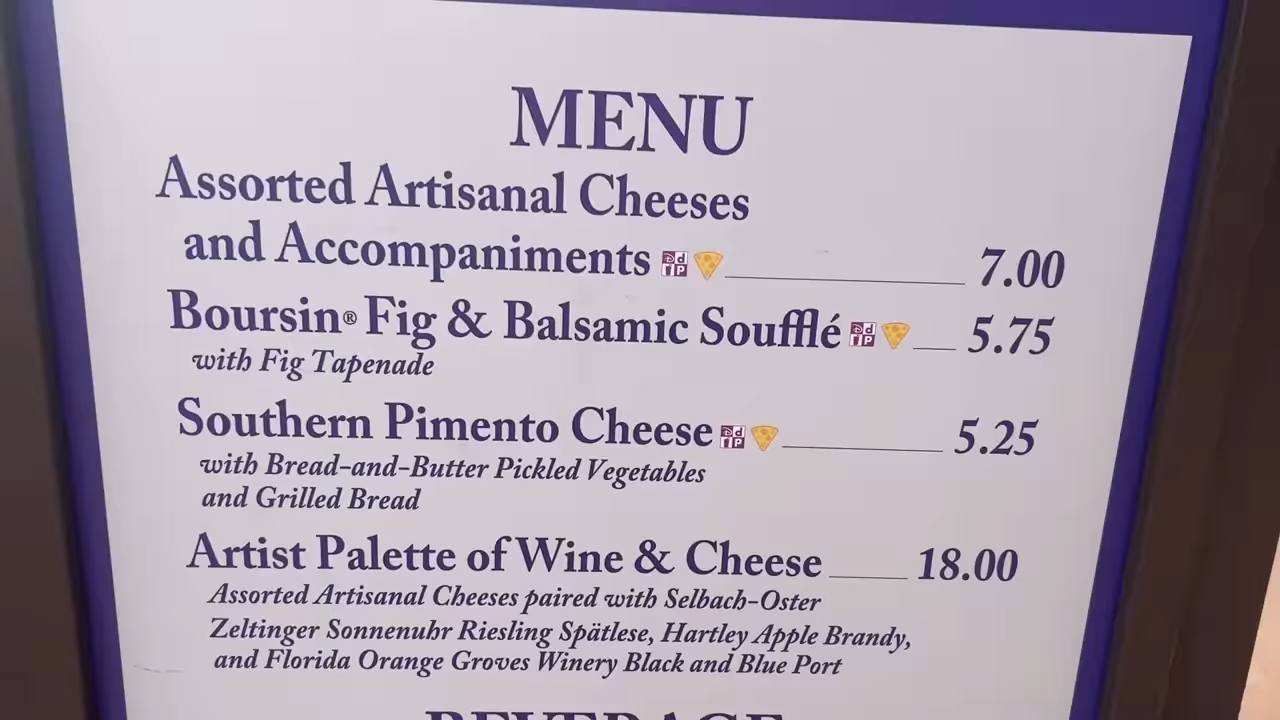 MENU
Assorted Artisanal Cheeses
and Accompaniments 7.00
Boursin® Fig & Balsamic Soufflé 5.75
with Fig Tapenade
Southern Pimento Cheese 5.25
with Bread-and-Butter Pickled Vegetables
and Grilled Bread
Artist Palette of Wine & Cheese 18.00
Assorted Artisanal Cheeses paired with Selbach-Oster
Zeltinger Sonnenuhr Riesling Spätlese, Hartley Apple Brandy,
and Florida Orange Groves Winery Black and Blue Port